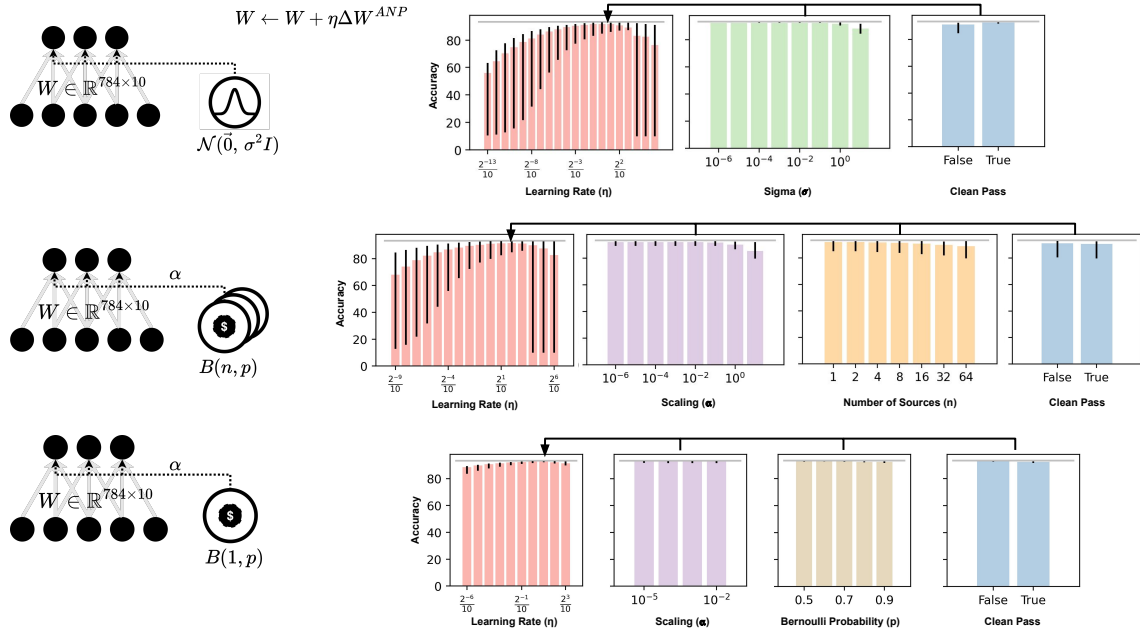 W ← W + ηΔW^{ANP}
W ∈ ℝ^{784×10}
𝒩(0⃗, σ²I)
Accuracy
80
60
40
20
0
2^{-13}/10 2^{-8}/10 2^{-3}/10 2^{2}/10
Learning Rate (η)
10^{-6} 10^{-4} 10^{-2} 10^{0}
Sigma (σ)
False True
Clean Pass
W ∈ ℝ^{784×10}
α
$
B(n, p)
Accuracy
80
60
40
20
0
2^{-9}/10 2^{-4}/10 2^{1}/10 2^{6}/10
Learning Rate (η)
10^{-6} 10^{-4} 10^{-2} 10^{0}
Scaling (α)
1 2 4 8 16 32 64
Number of Sources (n)
False True
Clean Pass
W ∈ ℝ^{784×10}
α
$
B(1, p)
Accuracy
80
60
40
20
0
2^{-6}/10 2^{-1}/10 2^{3}/10
Learning Rate (η)
10^{-5} 10^{-2}
Scaling (α)
0.5 0.7 0.9
Bernoulli Probability (p)
False True
Clean Pass